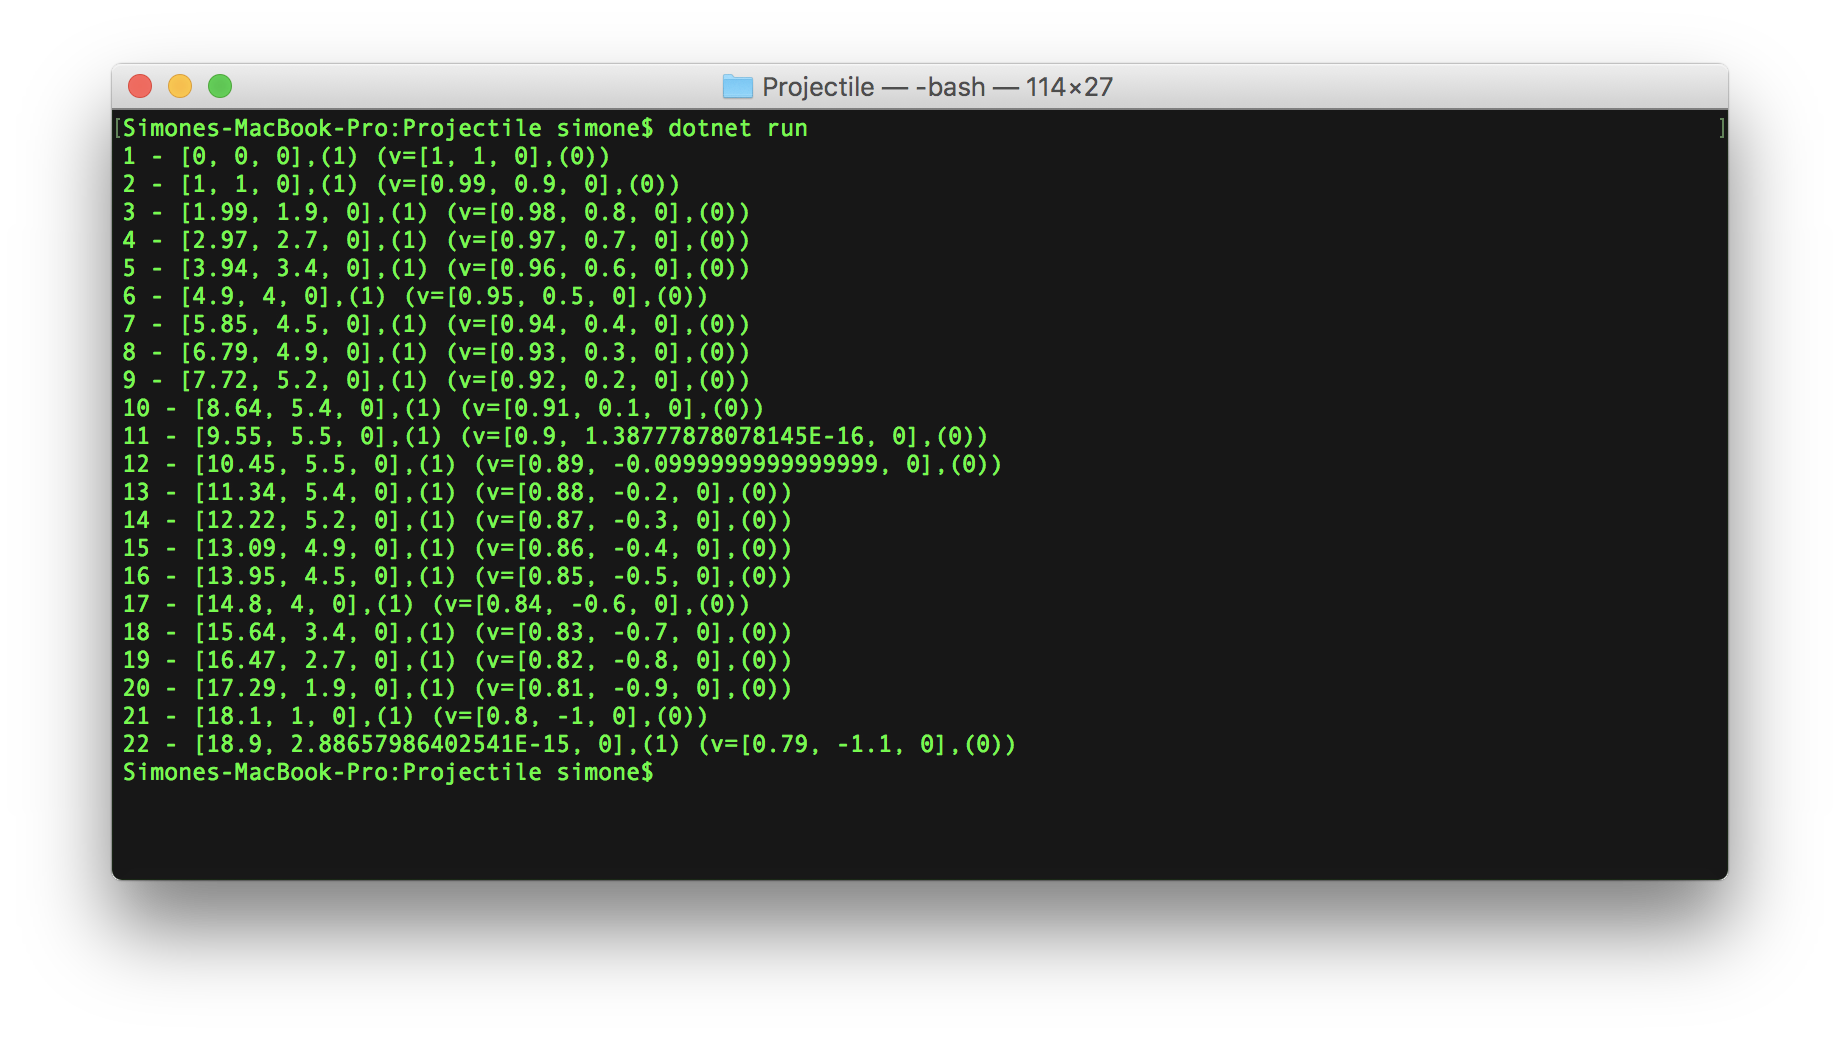 Projectile — -bash — 114×27
[Simones-MacBook-Pro:Projectile simone$ dotnet run ]
1 - [0, 0, 0],(1) (v=[1, 1, 0],(0))
2 - [1, 1, 0],(1) (v=[0.99, 0.9, 0],(0))
3 - [1.99, 1.9, 0],(1) (v=[0.98, 0.8, 0],(0))
4 - [2.97, 2.7, 0],(1) (v=[0.97, 0.7, 0],(0))
5 - [3.94, 3.4, 0],(1) (v=[0.96, 0.6, 0],(0))
6 - [4.9, 4, 0],(1) (v=[0.95, 0.5, 0],(0))
7 - [5.85, 4.5, 0],(1) (v=[0.94, 0.4, 0],(0))
8 - [6.79, 4.9, 0],(1) (v=[0.93, 0.3, 0],(0))
9 - [7.72, 5.2, 0],(1) (v=[0.92, 0.2, 0],(0))
10 - [8.64, 5.4, 0],(1) (v=[0.91, 0.1, 0],(0))
11 - [9.55, 5.5, 0],(1) (v=[0.9, 1.38777878078145E-16, 0],(0))
12 - [10.45, 5.5, 0],(1) (v=[0.89, -0.0999999999999999, 0],(0))
13 - [11.34, 5.4, 0],(1) (v=[0.88, -0.2, 0],(0))
14 - [12.22, 5.2, 0],(1) (v=[0.87, -0.3, 0],(0))
15 - [13.09, 4.9, 0],(1) (v=[0.86, -0.4, 0],(0))
16 - [13.95, 4.5, 0],(1) (v=[0.85, -0.5, 0],(0))
17 - [14.8, 4, 0],(1) (v=[0.84, -0.6, 0],(0))
18 - [15.64, 3.4, 0],(1) (v=[0.83, -0.7, 0],(0))
19 - [16.47, 2.7, 0],(1) (v=[0.82, -0.8, 0],(0))
20 - [17.29, 1.9, 0],(1) (v=[0.81, -0.9, 0],(0))
21 - [18.1, 1, 0],(1) (v=[0.8, -1, 0],(0))
22 - [18.9, 2.88657986402541E-15, 0],(1) (v=[0.79, -1.1, 0],(0))
Simones-MacBook-Pro:Projectile simone$